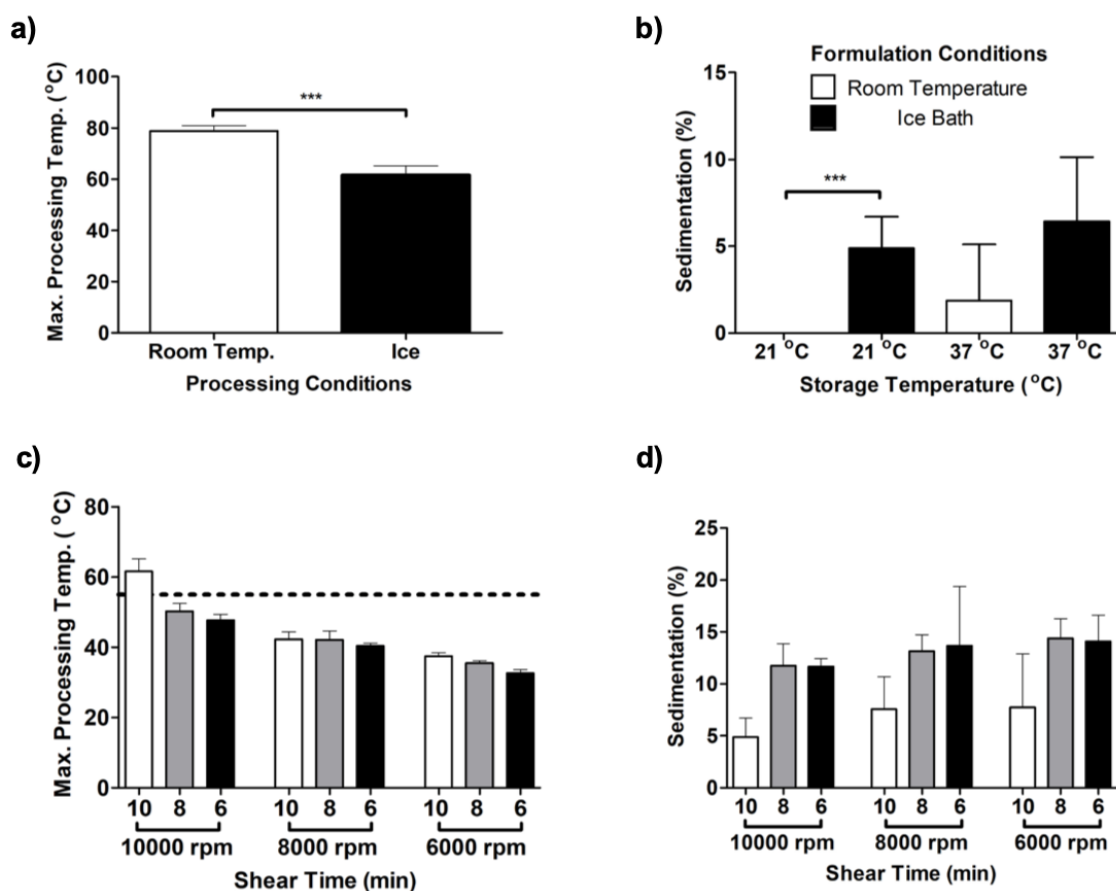 a)
Max. Processing Temp. (°C)
100
80
60
40
20
0
***
Room Temp.
Ice
Processing Conditions
b)
Formulation Conditions
Room Temperature
Ice Bath
Sedimentation (%)
15
10
5
0
***
21 °C
21 °C
37 °C
37 °C
Storage Temperature (°C)
c)
Max. Processing Temp. (°C)
80
60
40
20
0
10 8 6 10 8 6 10 8 6
10000 rpm 8000 rpm 6000 rpm
Shear Time (min)
d)
Sedimentation (%)
25
20
15
10
5
0
10 8 6 10 8 6 10 8 6
10000 rpm 8000 rpm 6000 rpm
Shear Time (min)